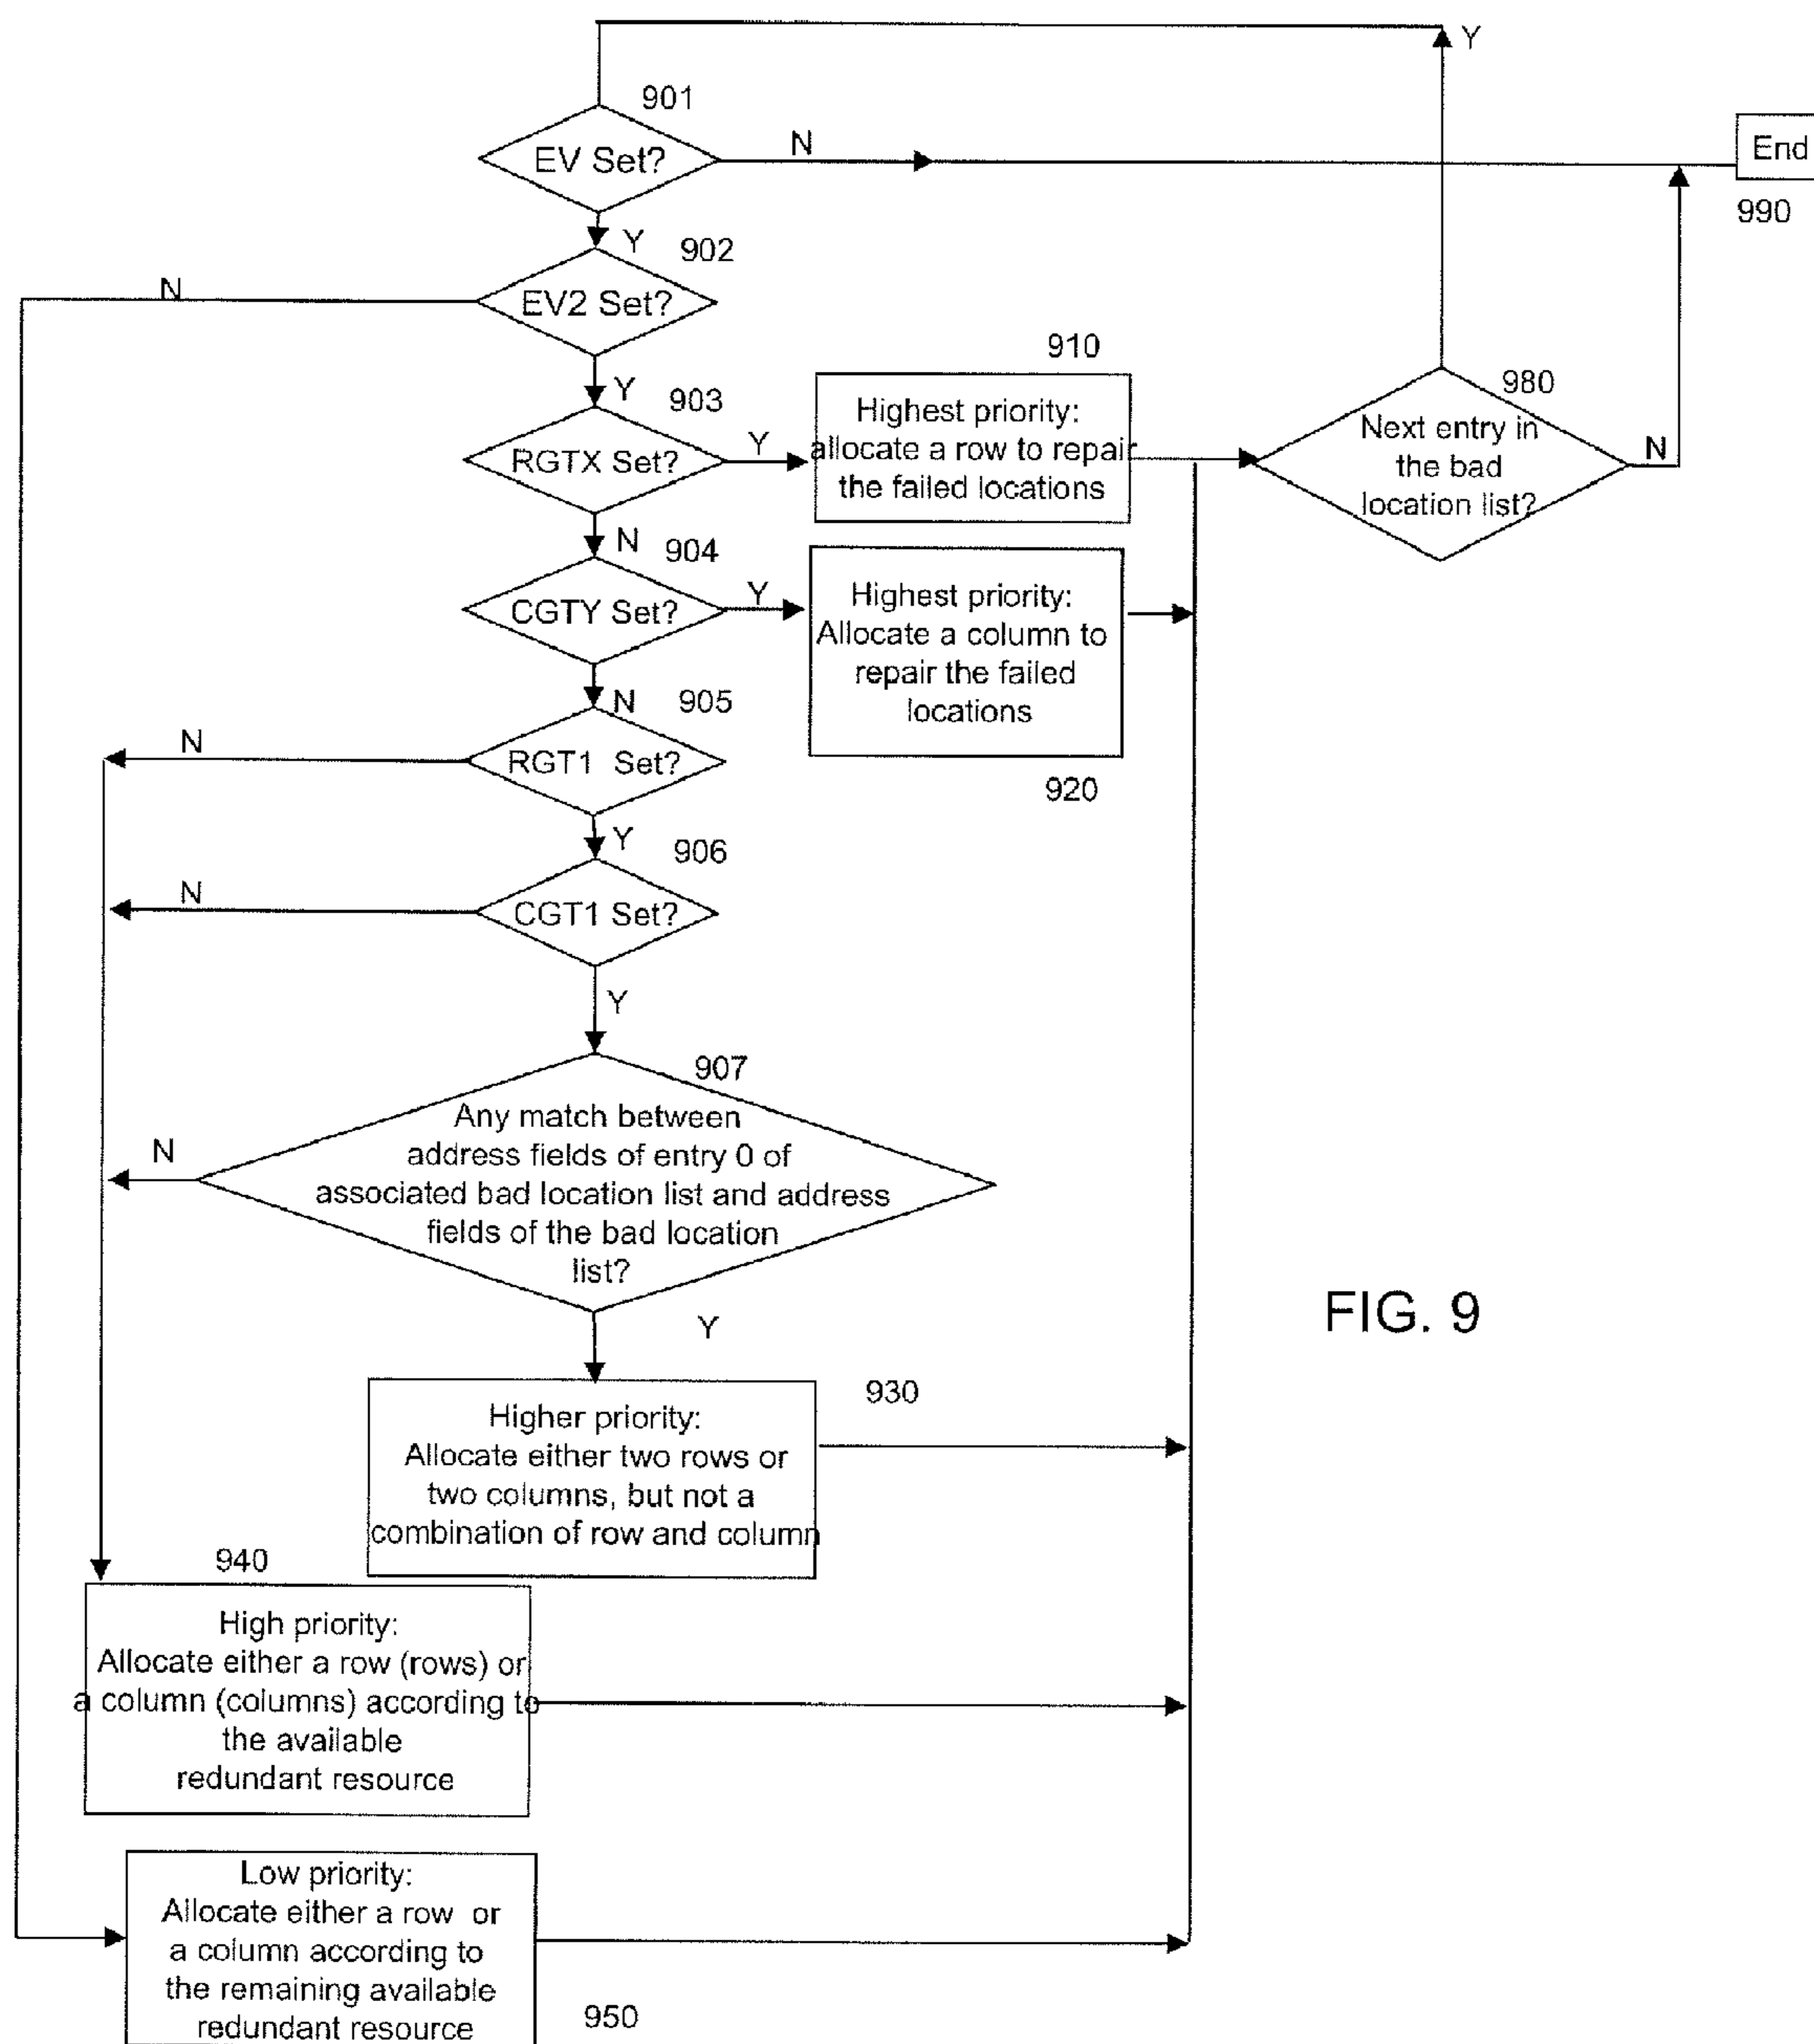 Y
901
EV Set?
N
End
990
Y
902
EV2 Set?
N
Y
903
RGTX Set?
Y
910
Highest priority:
allocate a row to repair
the failed locations
980
Next entry in
the bad
location list?
N
N
904
CGTY Set?
Y
Highest priority:
Allocate a column to
repair the failed
locations
920
N
905
RGT1 Set?
N
Y
906
CGT1 Set?
N
Y
907
Any match between
address fields of entry 0 of
associated bad location list and address
fields of the bad location
list?
N
Y
FIG. 9
930
Higher priority:
Allocate either two rows or
two columns, but not a
combination of row and column
940
High priority:
Allocate either a row (rows) or
a column (columns) according to
the available
redundant resource
Low priority:
Allocate either a row or
a column according to
the remaining available
redundant resource
950